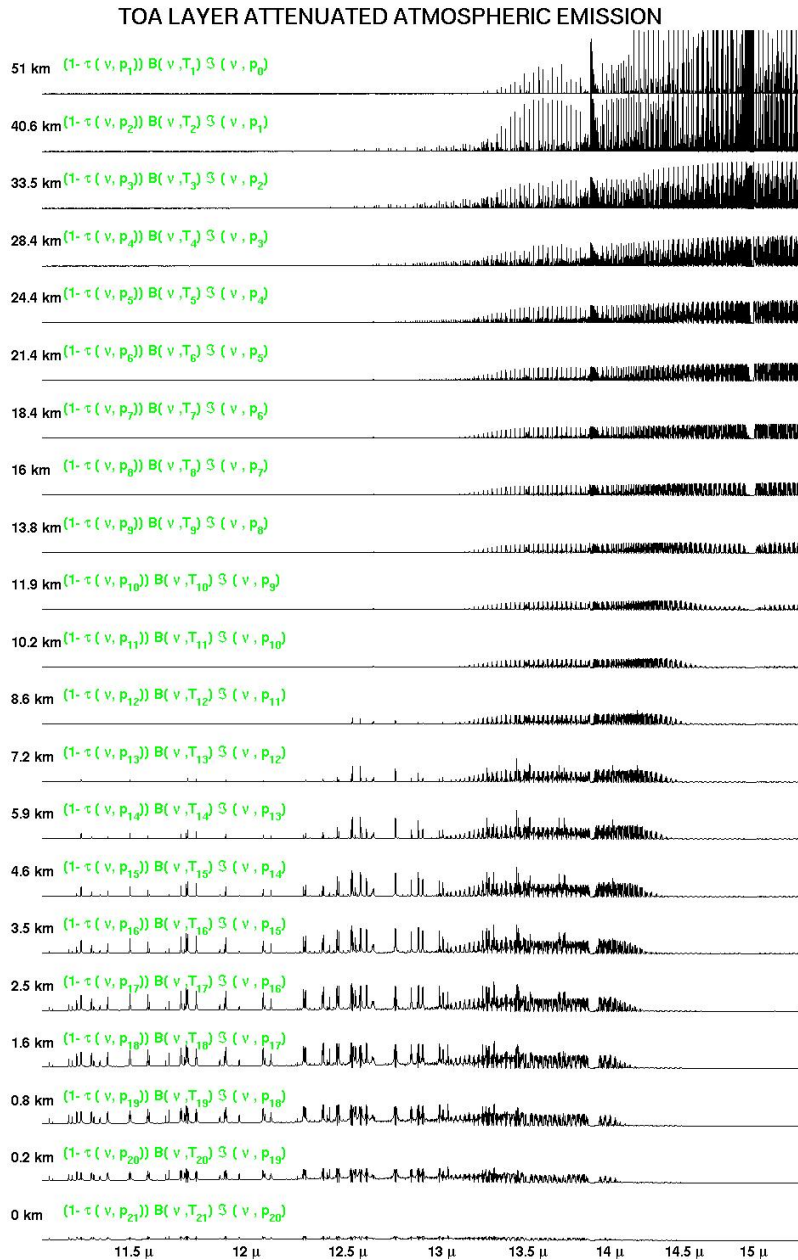 TOA LAYER ATTENUATED ATMOSPHERIC EMISSION
51 km (1- τ ( ν, p₁)) B( ν ,T₁) ℑ ( ν , p₀)
40.6 km (1- τ ( ν, p₂)) B( ν ,T₂) ℑ ( ν , p₁)
33.5 km (1- τ ( ν, p₃)) B( ν ,T₃) ℑ ( ν , p₂)
28.4 km (1- τ ( ν, p₄)) B( ν ,T₄) ℑ ( ν , p₃)
24.4 km (1- τ ( ν, p₅)) B( ν ,T₅) ℑ ( ν , p₄)
21.4 km (1- τ ( ν, p₆)) B( ν ,T₆) ℑ ( ν , p₅)
18.4 km (1- τ ( ν, p₇)) B( ν ,T₇) ℑ ( ν , p₆)
16 km (1- τ ( ν, p₈)) B( ν ,T₈) ℑ ( ν , p₇)
13.8 km (1- τ ( ν, p₉)) B( ν ,T₉) ℑ ( ν , p₈)
11.9 km (1- τ ( ν, p₁₀)) B( ν ,T₁₀) ℑ ( ν , p₉)
10.2 km (1- τ ( ν, p₁₁)) B( ν ,T₁₁) ℑ ( ν , p₁₀)
8.6 km (1- τ ( ν, p₁₂)) B( ν ,T₁₂) ℑ ( ν , p₁₁)
7.2 km (1- τ ( ν, p₁₃)) B( ν ,T₁₃) ℑ ( ν , p₁₂)
5.9 km (1- τ ( ν, p₁₄)) B( ν ,T₁₄) ℑ ( ν , p₁₃)
4.6 km (1- τ ( ν, p₁₅)) B( ν ,T₁₅) ℑ ( ν , p₁₄)
3.5 km (1- τ ( ν, p₁₆)) B( ν ,T₁₆) ℑ ( ν , p₁₅)
2.5 km (1- τ ( ν, p₁₇)) B( ν ,T₁₇) ℑ ( ν , p₁₆)
1.6 km (1- τ ( ν, p₁₈)) B( ν ,T₁₈) ℑ ( ν , p₁₇)
0.8 km (1- τ ( ν, p₁₉)) B( ν ,T₁₉) ℑ ( ν , p₁₈)
0.2 km (1- τ ( ν, p₂₀)) B( ν ,T₂₀) ℑ ( ν , p₁₉)
0 km (1- τ ( ν, p₂₁)) B( ν ,T₂₁) ℑ ( ν , p₂₀)
11.5 μ 12 μ 12.5 μ 13 μ 13.5 μ 14 μ 14.5 μ 15 μ